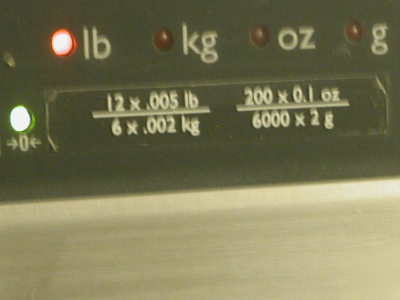 lb kg oz g
12 x .005 lb 200 x 0.1 oz
6 x .002 kg 6000 x 2 g
→0←